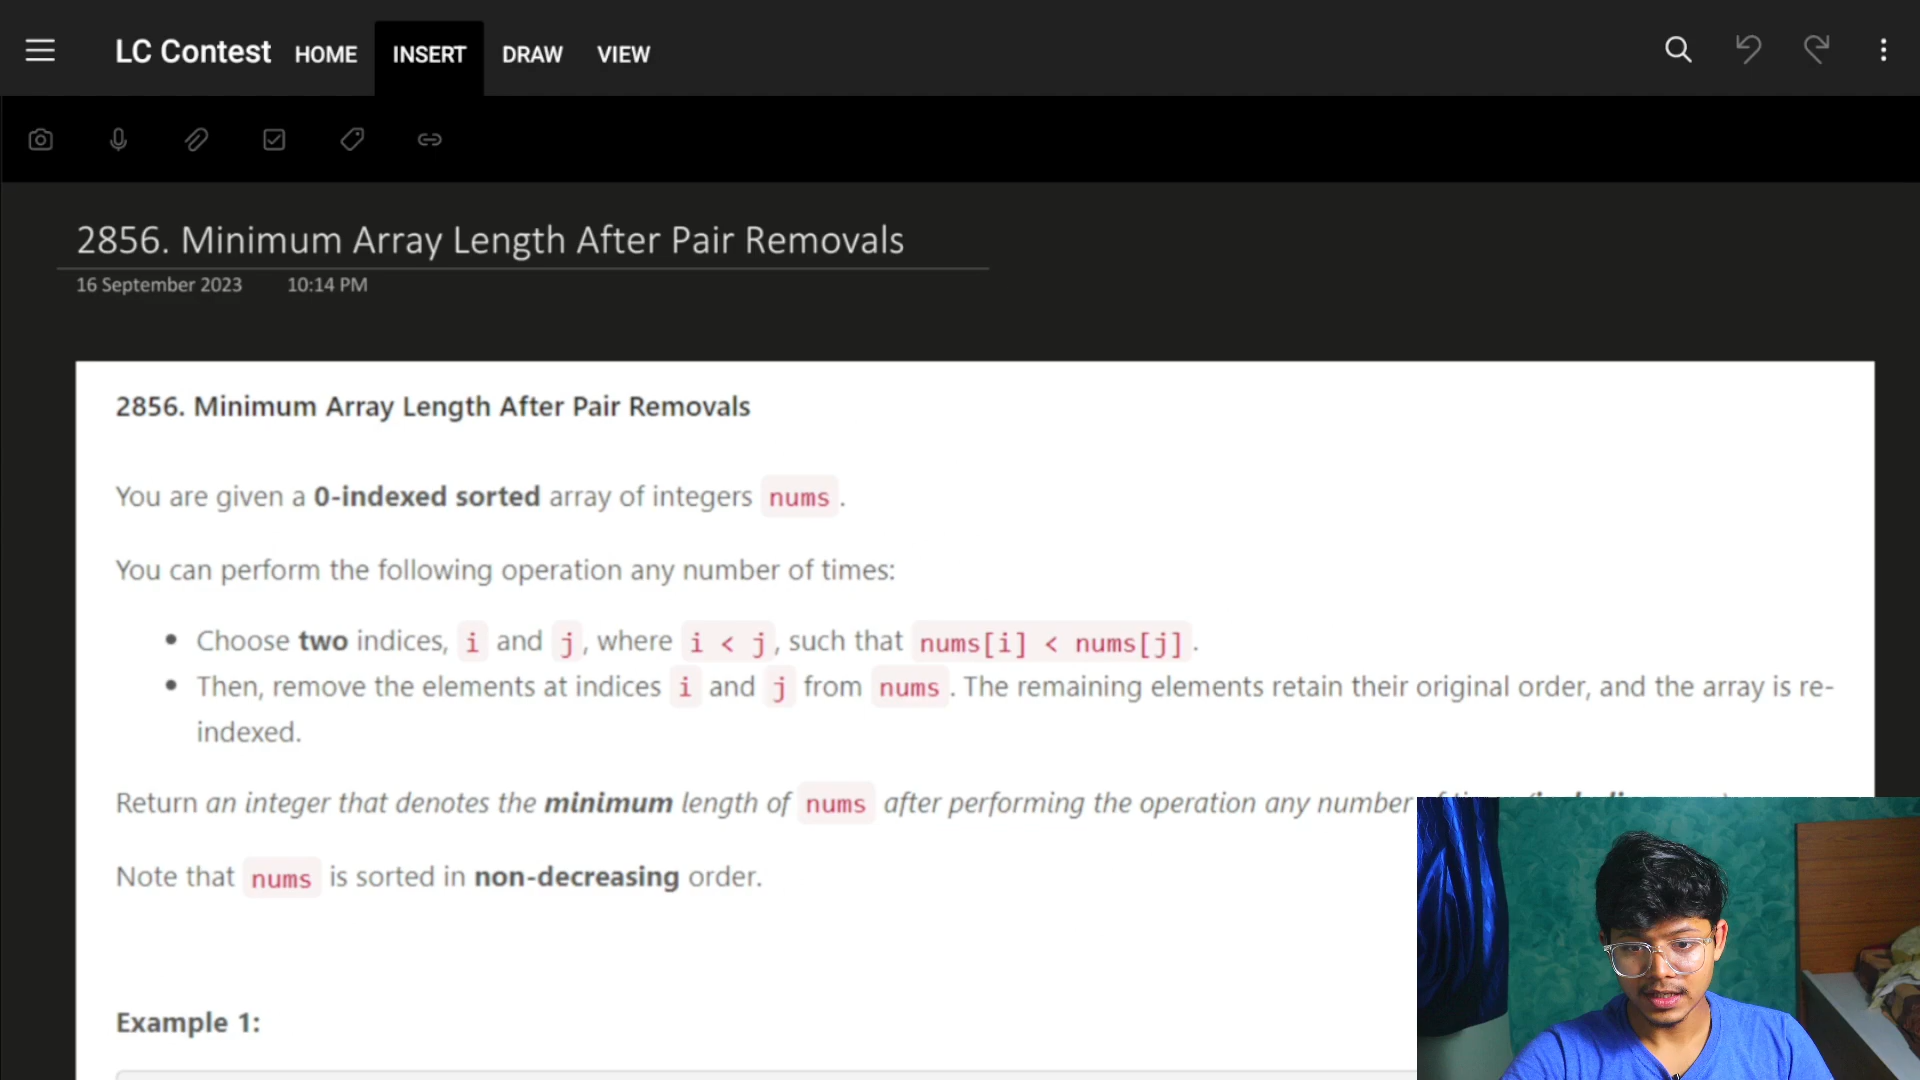 LC Contest HOME INSERT DRAW VIEW
2856. Minimum Array Length After Pair Removals
16 September 2023 10:14 PM
2856. Minimum Array Length After Pair Removals
You are given a 0-indexed sorted array of integers nums.
You can perform the following operation any number of times:
• Choose two indices, i and j, where i < j, such that nums[i] < nums[j].
• Then, remove the elements at indices i and j from nums. The remaining elements retain their original order, and the array is re-
indexed.
Return an integer that denotes the minimum length of nums after performing the operation any number
Note that nums is sorted in non-decreasing order.
Example 1: